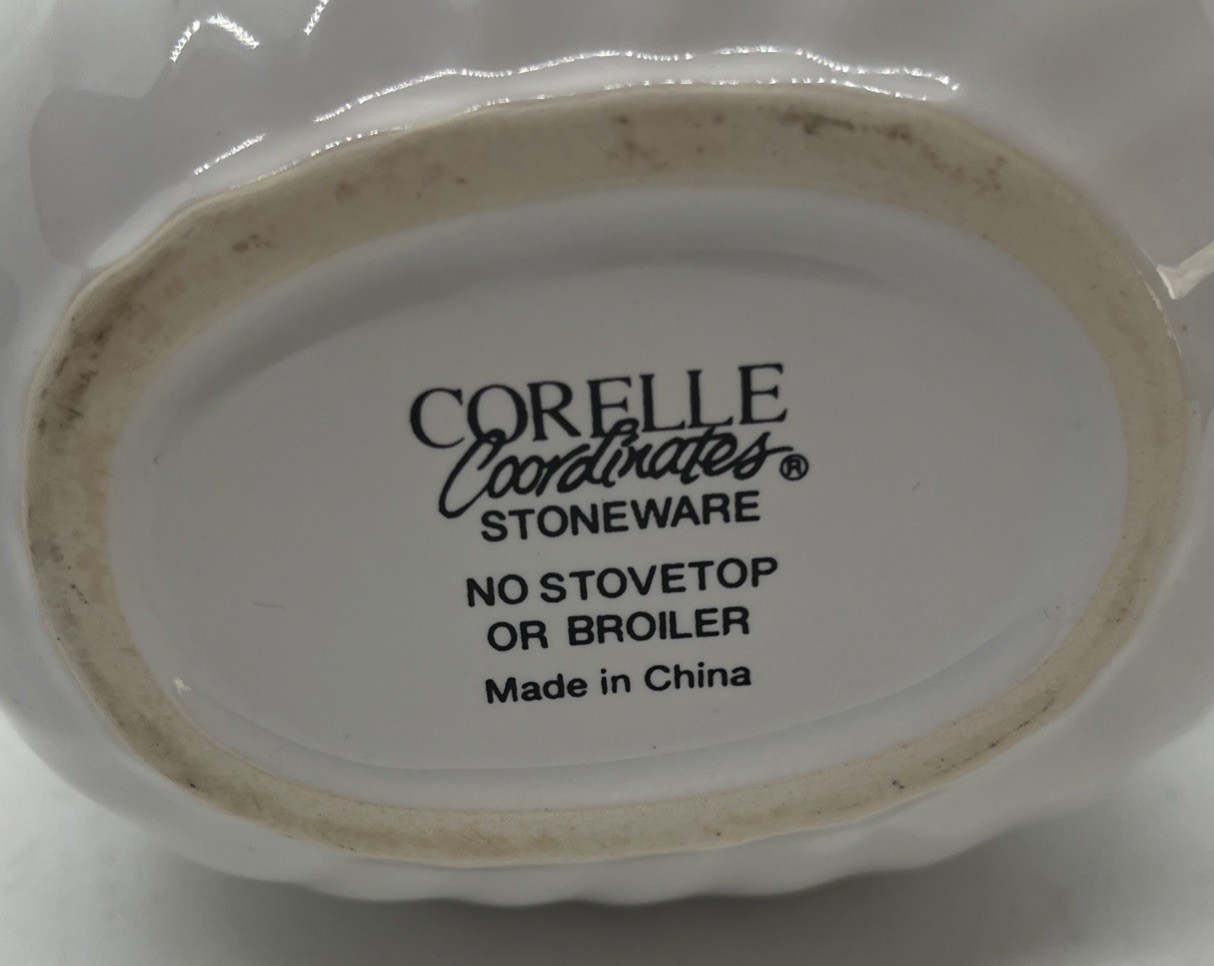 CORELLE
Coordinates®
STONEWARE
NO STOVETOP
OR BROILER
Made in China